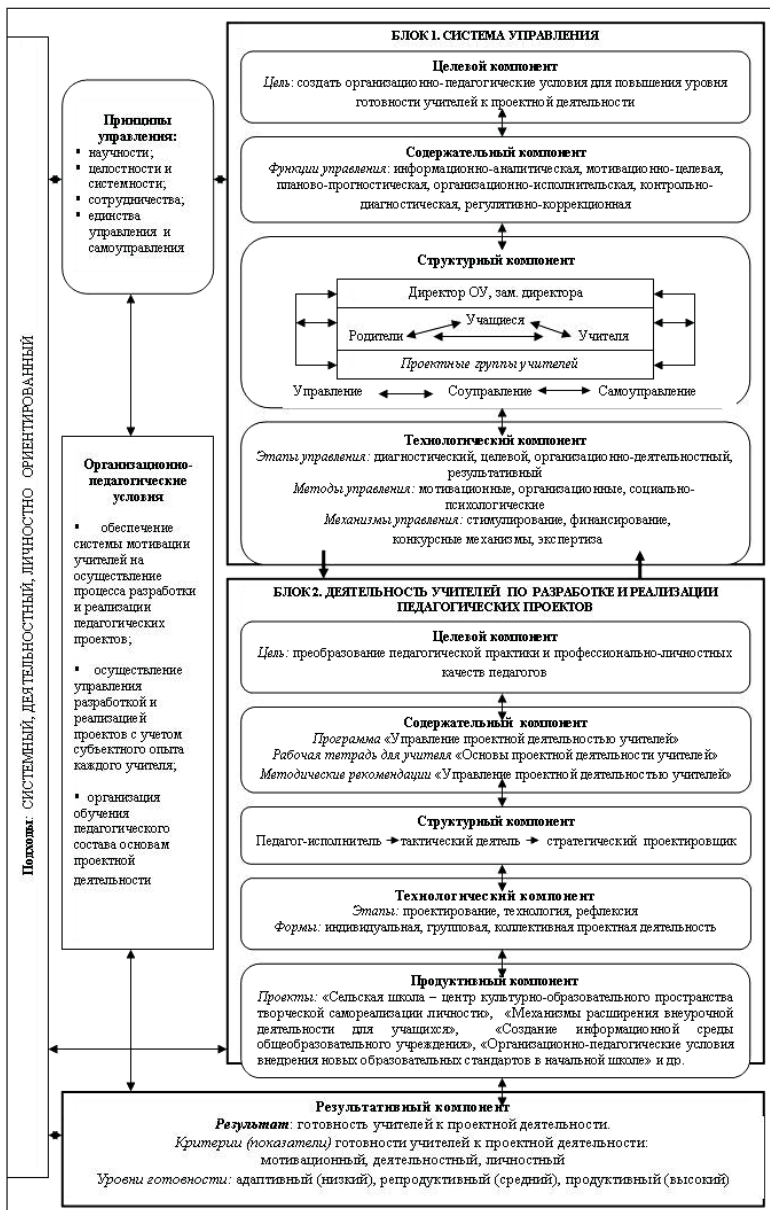 Подходы: СИСТЕМНЫЙ, ДЕЯТЕЛЬНОСТНЫЙ, ЛИЧНОСТНО ОРИЕНТИРОВАННЫЙ
Принципы
управления:
▪ научности;
▪ целостности и
системности;
▪ сотрудничества;
▪ единства
управления и
самоуправления
Организационно-
педагогические
условия
▪ обеспечение
системы мотивации
учителей на
осуществление
процесса разработки
и реализации
педагогических
проектов;
▪ осуществление
управления
разработкой и
реализацией
проектов с учетом
субъектного опыта
каждого учителя;
▪ организация
обучения
педагогического
состава основам
проектной
деятельности
БЛОК 1. СИСТЕМА УПРАВЛЕНИЯ
Целевой компонент
Цель: создать организационно-педагогические условия для повышения уровня
готовности учителей к проектной деятельности
Содержательный компонент
Функции управления: информационно-аналитическая, мотивационно-целевая,
планово-прогностическая, организационно-исполнительская, контрольно-
диагностическая, регулятивно-коррекционная
Структурный компонент
Директор ОУ, зам. директора
Учащиеся
Родители Учителя
Проектные группы учителей
Управление Соуправление Самоуправление
Технологический компонент
Этапы управления: диагностический, целевой, организационно-деятельностный,
результативный
Методы управления: мотивационные, организационные, социально-
психологические
Механизмы управления: стимулирование, финансирование,
конкурсные механизмы, экспертиза
БЛОК 2. ДЕЯТЕЛЬНОСТЬ УЧИТЕЛЕЙ ПО РАЗРАБОТКЕ И РЕАЛИЗАЦИИ
ПЕДАГОГИЧЕСКИХ ПРОЕКТОВ
Целевой компонент
Цель: преобразование педагогической практики и профессионально-личностных
качеств педагогов
Содержательный компонент
Программа «Управление проектной деятельностью учителей»
Рабочая тетрадь для учителя «Основы проектной деятельности учителей»
Методические рекомендации «Управление проектной деятельностью учителей»
Структурный компонент
Педагог-исполнитель тактический деятель стратегический проектировщик
Технологический компонент
Этапы: проектирование, технология, рефлексия
Формы: индивидуальная, групповая, коллективная проектная деятельность
Продуктивный компонент
Проекты: «Сельская школа – центр культурно-образовательного пространства
творческой самореализации личности», «Механизмы расширения внеурочной
деятельности для учащихся», «Создание информационной среды
общеобразовательного учреждения», «Организационно-педагогические условия
внедрения новых образовательных стандартов в начальной школе» и др.
Результативный компонент
Результат: готовность учителей к проектной деятельности.
Критерии (показатели) готовности учителей к проектной деятельности:
мотивационный, деятельностный, личностный
Уровни готовности: адаптивный (низкий), репродуктивный (средний), продуктивный (высокий)